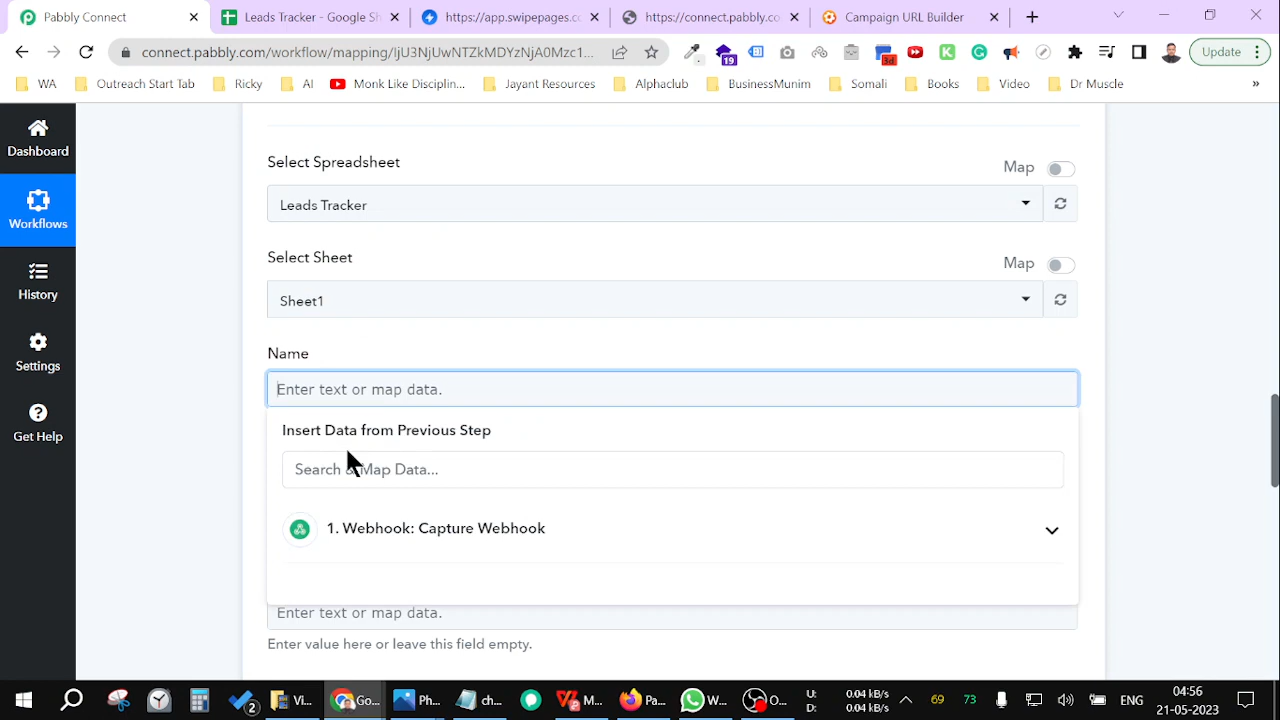 Pabbly Connect
Leads Tracker - Google Sh
https://app.swipepages.cc
https://connect.pabbly.co
Campaign URL Builder
connect.pabbly.com/workflow/mapping/IjU3NjUwNTZkMDYzNjA0Mzc1...
19
3d
Update
WA
Outreach Start Tab
Ricky
AI
Monk Like Disciplin...
Jayant Resources
Alphaclub
BusinessMunim
Somali
Books
Video
Dr Muscle
»
Dashboard
Workflows
History
Settings
Get Help
Select Spreadsheet
Map
Leads Tracker
Select Sheet
Map
Sheet1
Name
Enter text or map data.
Insert Data from Previous Step
Search & Map Data...
1. Webhook: Capture Webhook
Enter text or map data.
Enter value here or leave this field empty.
2
Vi...
Go...
Ph...
ch...
M...
Pa...
W...
O...
U: 0.04 kB/s
D: 0.04 kB/s
69
73
ENG
04:56
21-05-2023